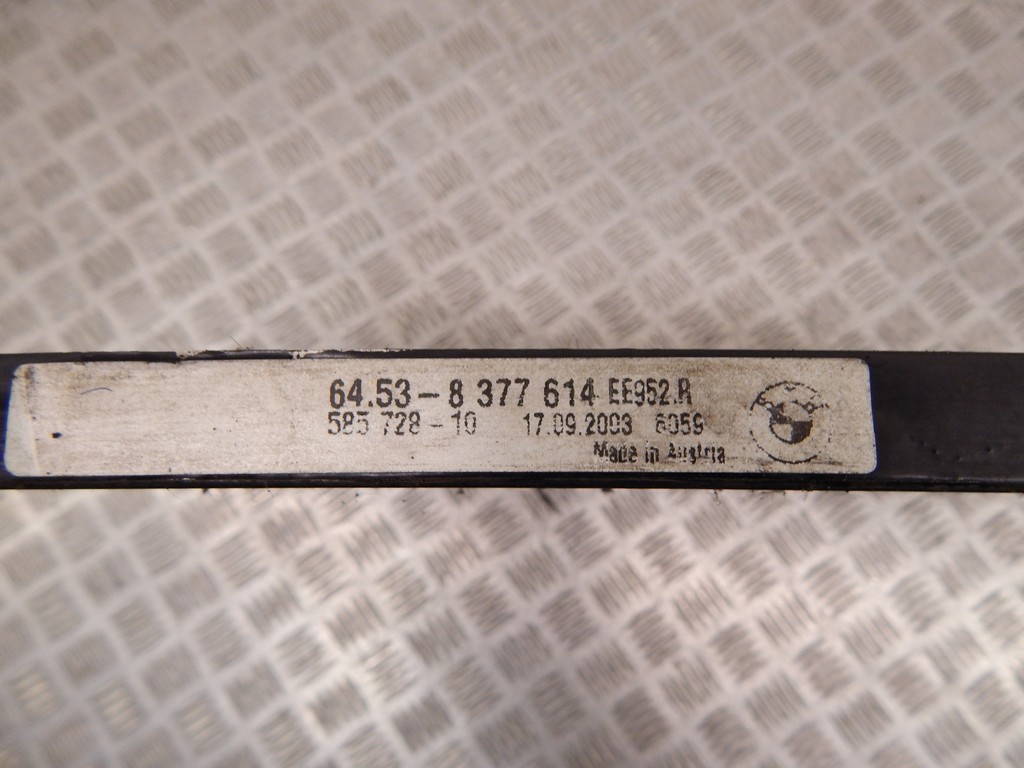 64.53-8 377 614 EE952.R
585 728-10 17.09.2003 6059
Made in Austria